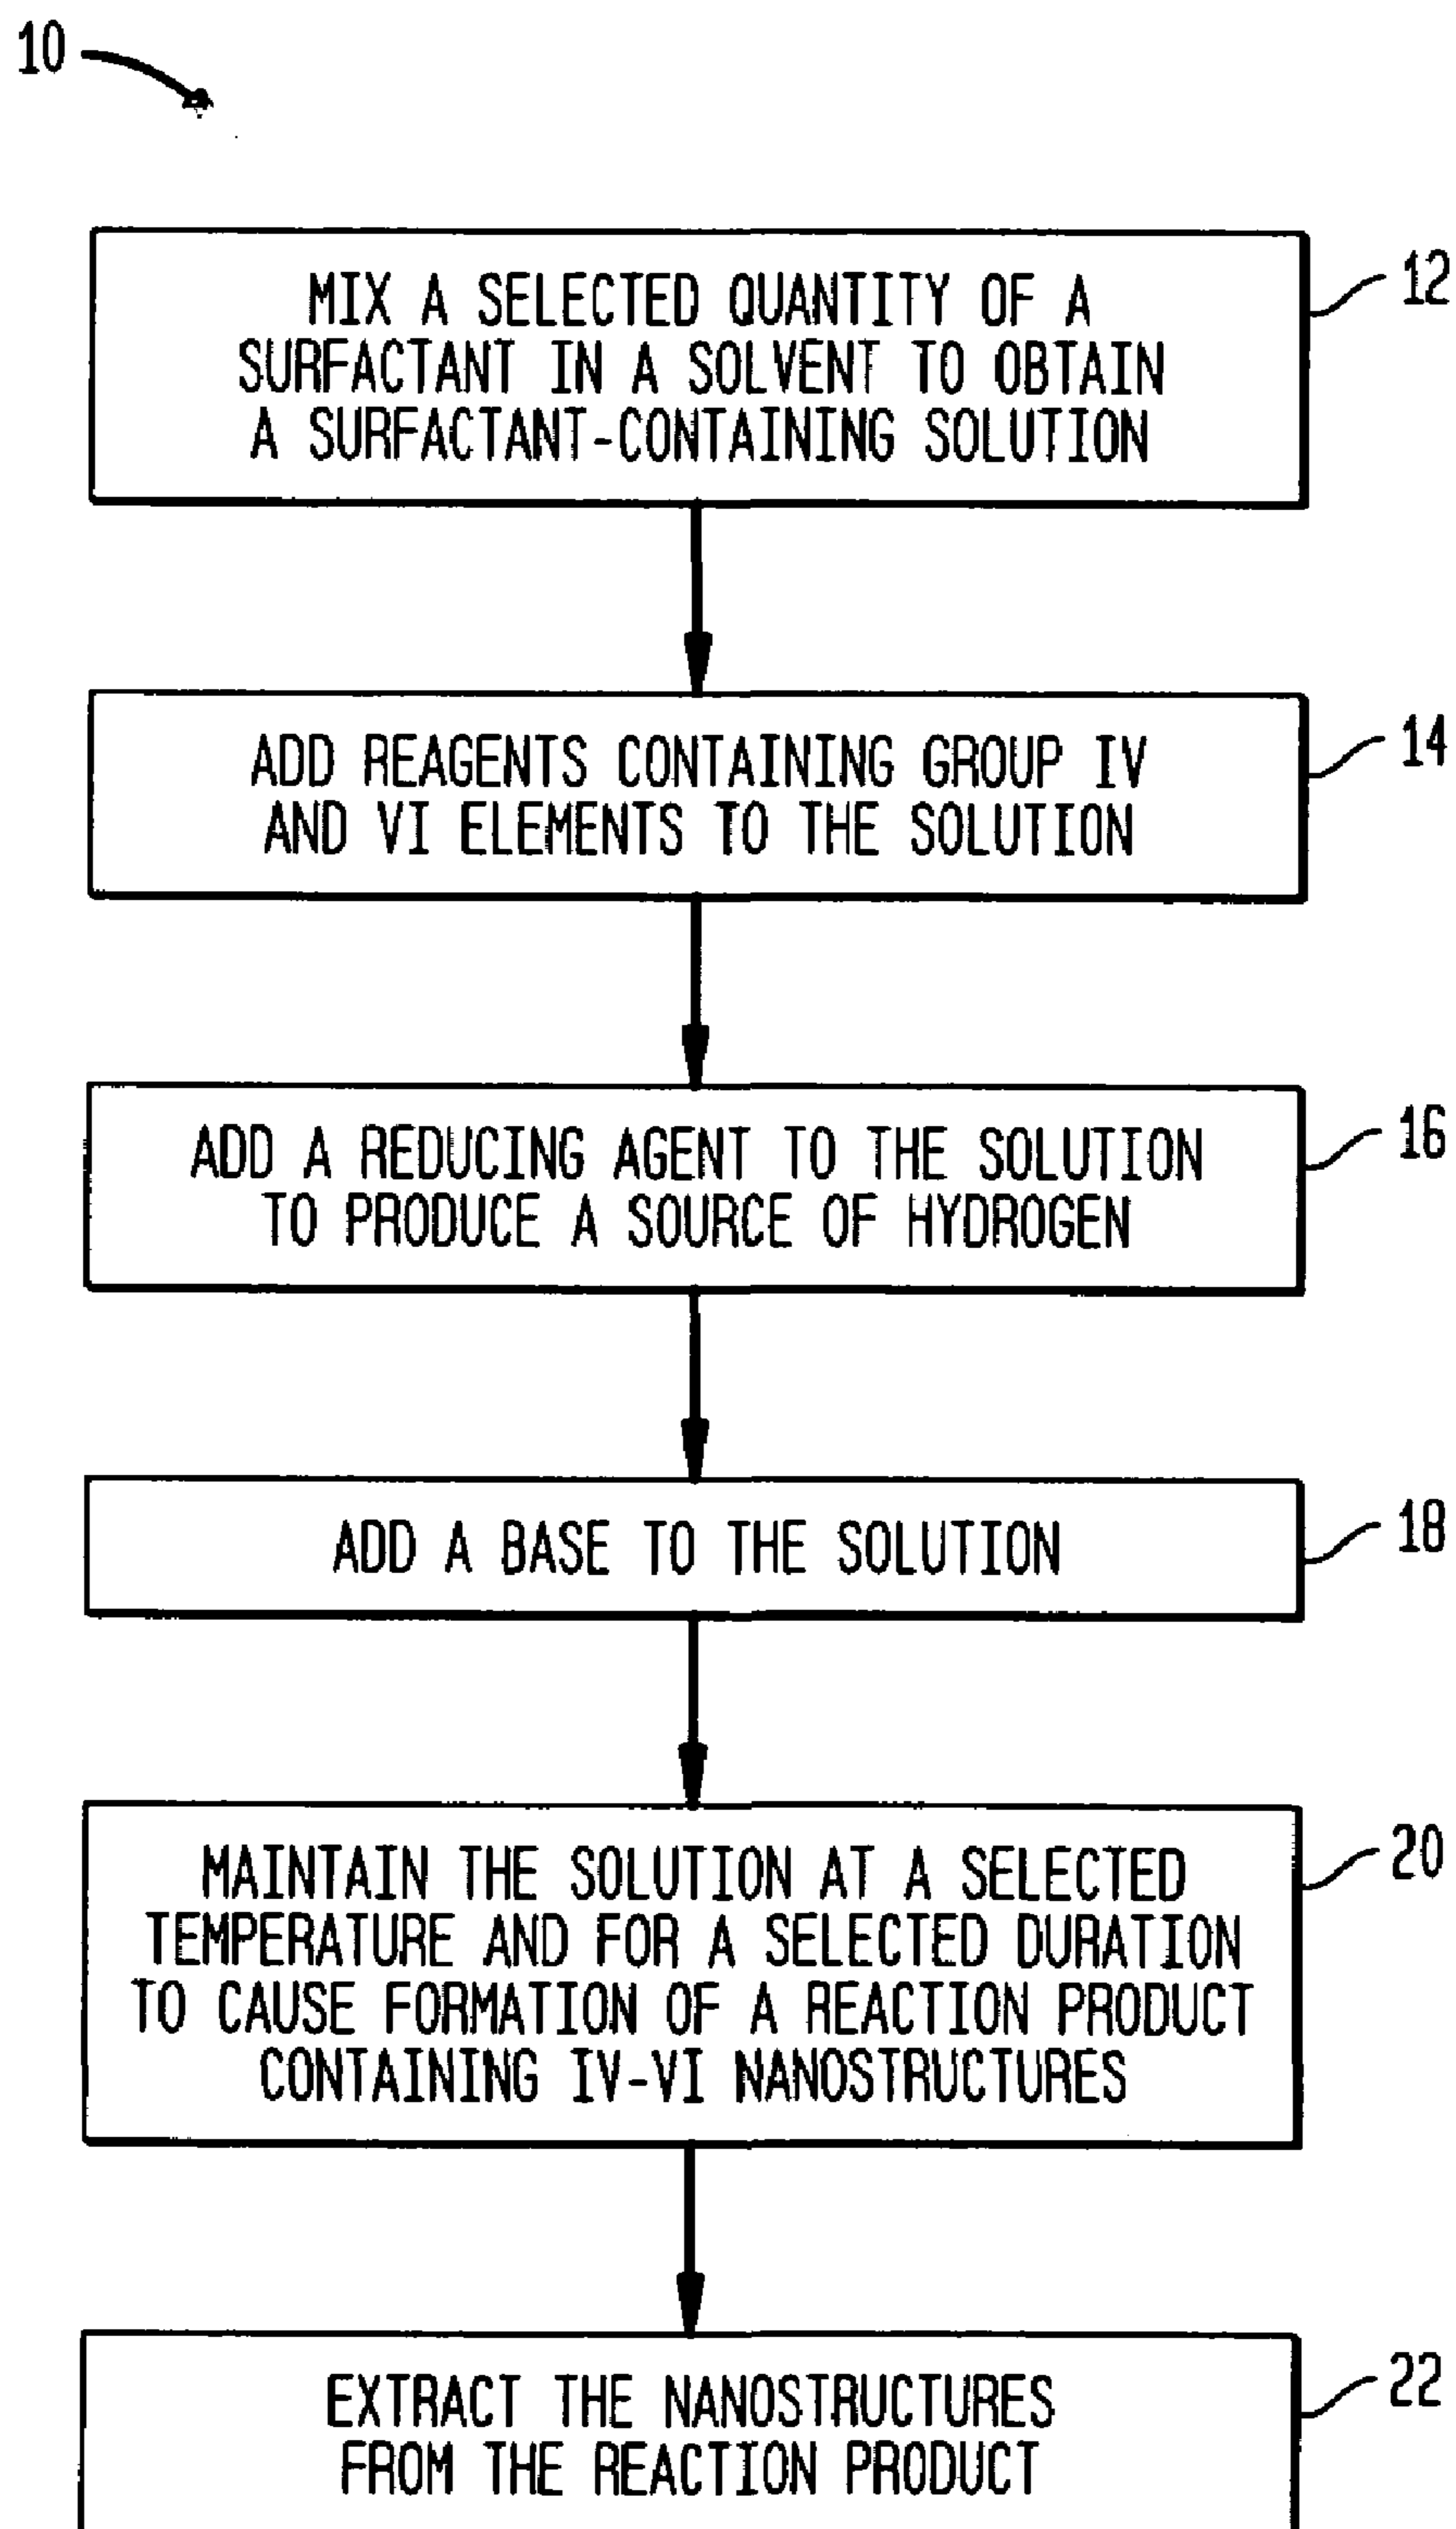 10
MIX A SELECTED QUANTITY OF A
SURFACTANT IN A SOLVENT TO OBTAIN
A SURFACTANT-CONTAINING SOLUTION
12
ADD REAGENTS CONTAINING GROUP IV
AND VI ELEMENTS TO THE SOLUTION
14
ADD A REDUCING AGENT TO THE SOLUTION
TO PRODUCE A SOURCE OF HYDROGEN
16
ADD A BASE TO THE SOLUTION
18
MAINTAIN THE SOLUTION AT A SELECTED
TEMPERATURE AND FOR A SELECTED DURATION
TO CAUSE FORMATION OF A REACTION PRODUCT
CONTAINING IV-VI NANOSTRUCTURES
20
EXTRACT THE NANOSTRUCTURES
FROM THE REACTION PRODUCT
22